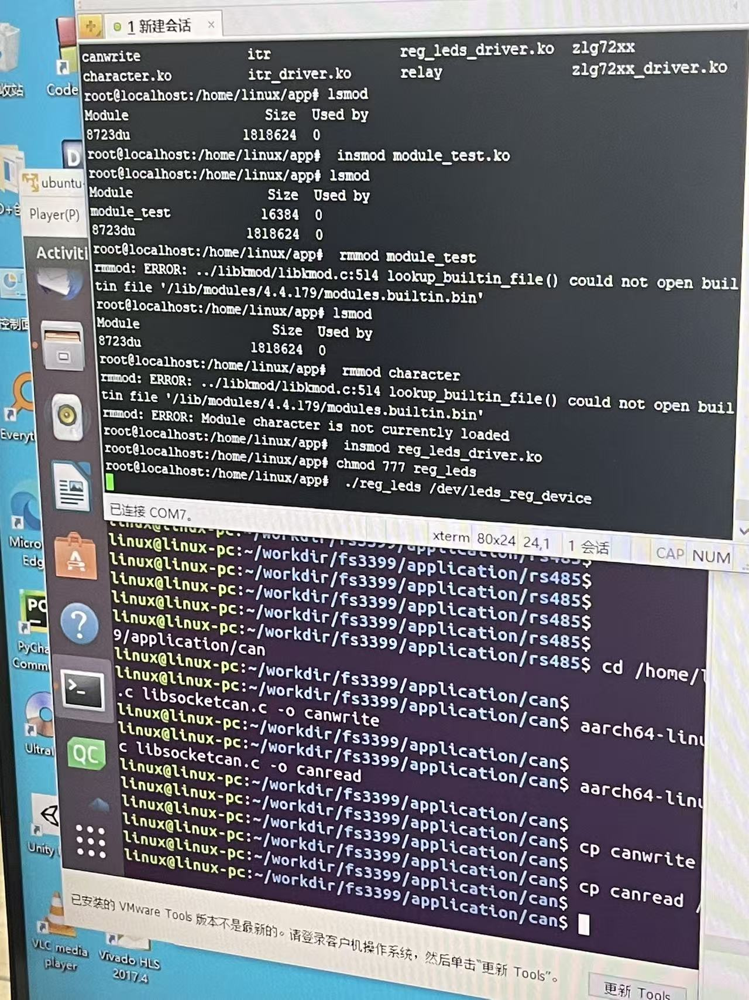 1 新建会话 ×
canwrite itr reg_leds_driver.ko zlg72xx
character.ko itr_driver.ko relay zlg72xx_driver.ko
root@localhost:/home/linux/app# lsmod
Module Size Used by
8723du 1818624 0
root@localhost:/home/linux/app# insmod module_test.ko
root@localhost:/home/linux/app# lsmod
Module Size Used by
module_test 16384 0
8723du 1818624 0
root@localhost:/home/linux/app# rmmod module_test
rmmod: ERROR: ../libkmod/libkmod.c:514 lookup_builtin_file() could not open buil
tin file '/lib/modules/4.4.179/modules.builtin.bin'
root@localhost:/home/linux/app# lsmod
Module Size Used by
8723du 1818624 0
root@localhost:/home/linux/app# rmmod character
rmmod: ERROR: ../libkmod/libkmod.c:514 lookup_builtin_file() could not open buil
tin file '/lib/modules/4.4.179/modules.builtin.bin'
rmmod: ERROR: Module character is not currently loaded
root@localhost:/home/linux/app# insmod reg_leds_driver.ko
root@localhost:/home/linux/app# chmod 777 reg_leds
root@localhost:/home/linux/app# ./reg_leds /dev/leds_reg_device
已连接 COM7。
xterm 80x24 24,1 1 会话 CAP NUM
linux@linux-pc:~/workdir/fs3399/application/rs485$
linux@linux-pc:~/workdir/fs3399/application/rs485$
linux@linux-pc:~/workdir/fs3399/application/rs485$
linux@linux-pc:~/workdir/fs3399/application/rs485$
linux@linux-pc:~/workdir/fs3399/application/rs485$
linux@linux-pc:~/workdir/fs3399/application/rs485$ cd /home/l
9/application/can
linux@linux-pc:~/workdir/fs3399/application/can$
linux@linux-pc:~/workdir/fs3399/application/can$ aarch64-linu
.c libsocketcan.c -o canwrite
linux@linux-pc:~/workdir/fs3399/application/can$
linux@linux-pc:~/workdir/fs3399/application/can$ aarch64-linu
c libsocketcan.c -o canread
linux@linux-pc:~/workdir/fs3399/application/can$
linux@linux-pc:~/workdir/fs3399/application/can$ cp canwrite
linux@linux-pc:~/workdir/fs3399/application/can$
linux@linux-pc:~/workdir/fs3399/application/can$ cp canread /
linux@linux-pc:~/workdir/fs3399/application/can$
linux@linux-pc:~/workdir/fs3399/application/can$
已安装的 VMware Tools 版本不是最新的。请登录客户机操作系统，然后单击“更新 Tools”。
更新 Tools
ubuntu
Player(P)
Activiti
收站
Code
D
控制面
Everyt
Micro
Edg
PC
PyCha
Comm
Ultra
QC
Unity
VLC media
player
Vivado HLS
2017.4